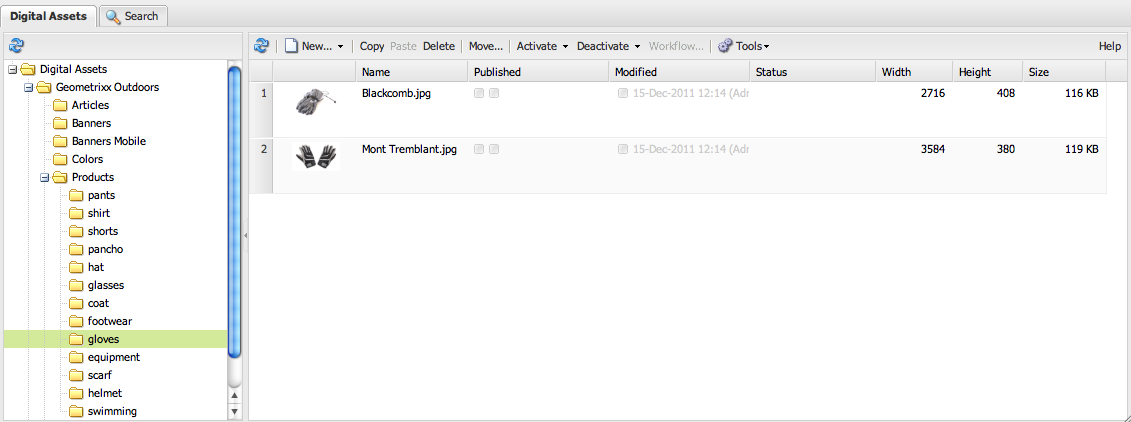 Digital Assets Search
New... Copy Paste Delete Move... Activate Deactivate Workflow... Tools Help
Digital Assets
Geometrixx Outdoors
Articles
Banners
Banners Mobile
Colors
Products
pants
shirt
shorts
pancho
hat
glasses
coat
footwear
gloves
equipment
scarf
helmet
swimming
Name Published Modified Status Width Height Size
1 Blackcomb.jpg 15-Dec-2011 12:14 (Adr 2716 408 116 KB
2 Mont Tremblant.jpg 15-Dec-2011 12:14 (Adr 3584 380 119 KB